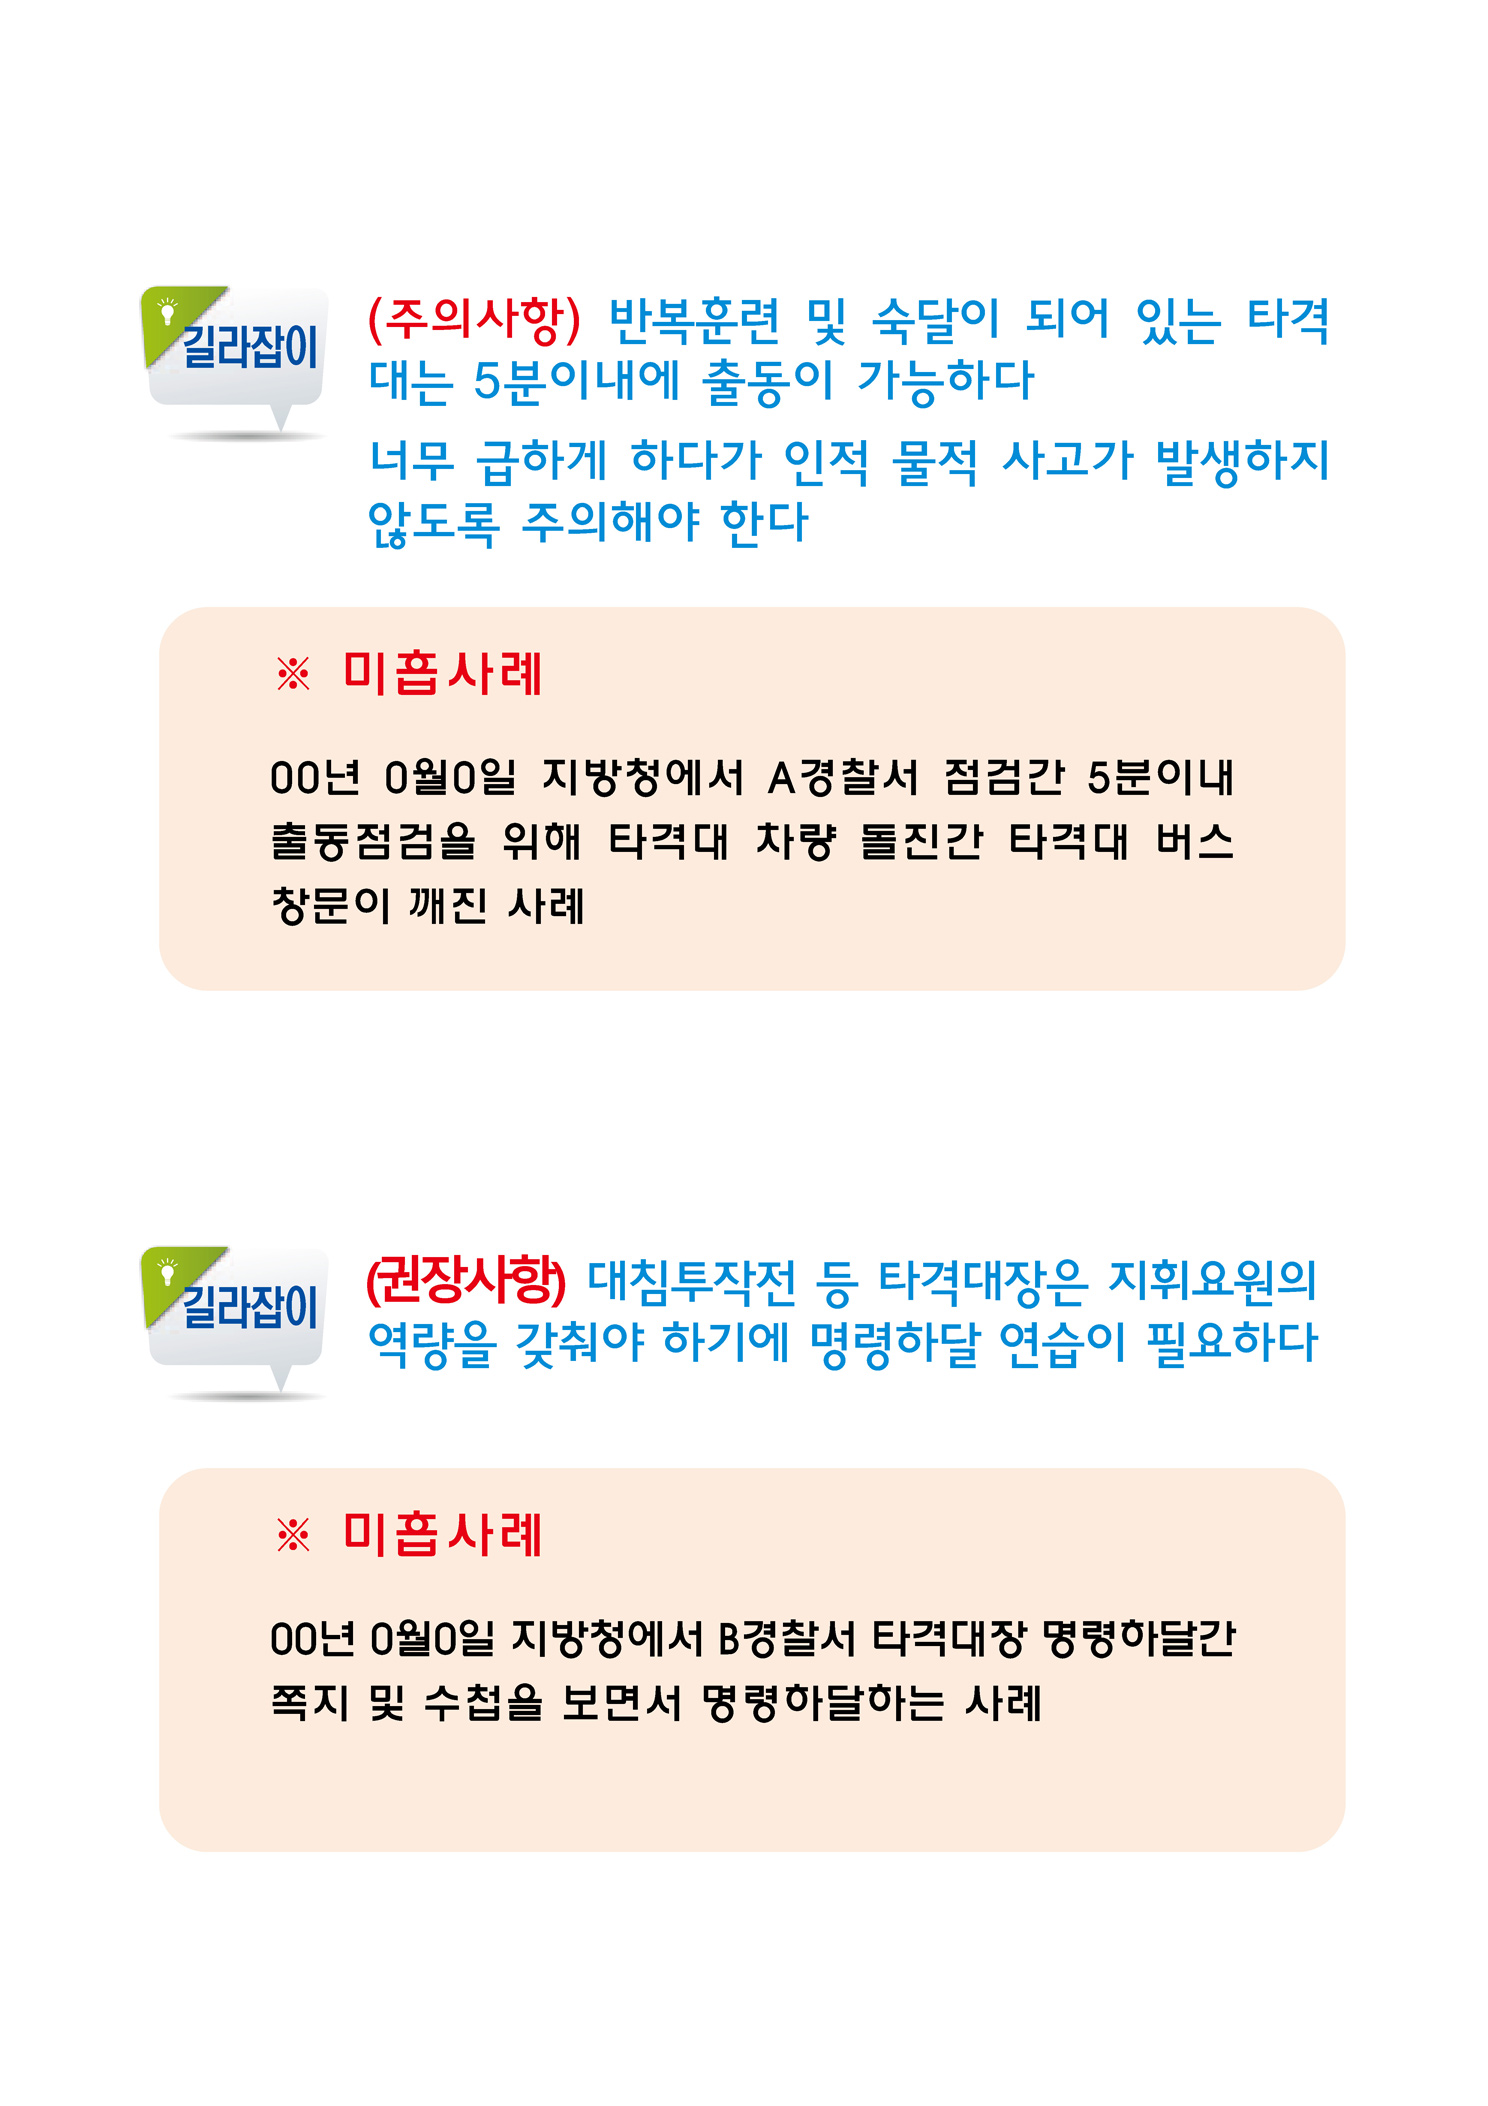 길라잡이
(주의사항) 반복훈련 및 숙달이 되어 있는 타격
대는 5분이내에 출동이 가능하다
너무 급하게 하다가 인적 물적 사고가 발생하지
않도록 주의해야 한다
※ 미흡사례
00년 0월0일 지방청에서 A경찰서 점검간 5분이내
출동점검을 위해 타격대 차량 돌진간 타격대 버스
창문이 깨진 사례
길라잡이
(권장사항) 대침투작전 등 타격대장은 지휘요원의
역량을 갖춰야 하기에 명령하달 연습이 필요하다
※ 미흡사례
00년 0월0일 지방청에서 B경찰서 타격대장 명령하달간
쪽지 및 수첩을 보면서 명령하달하는 사례